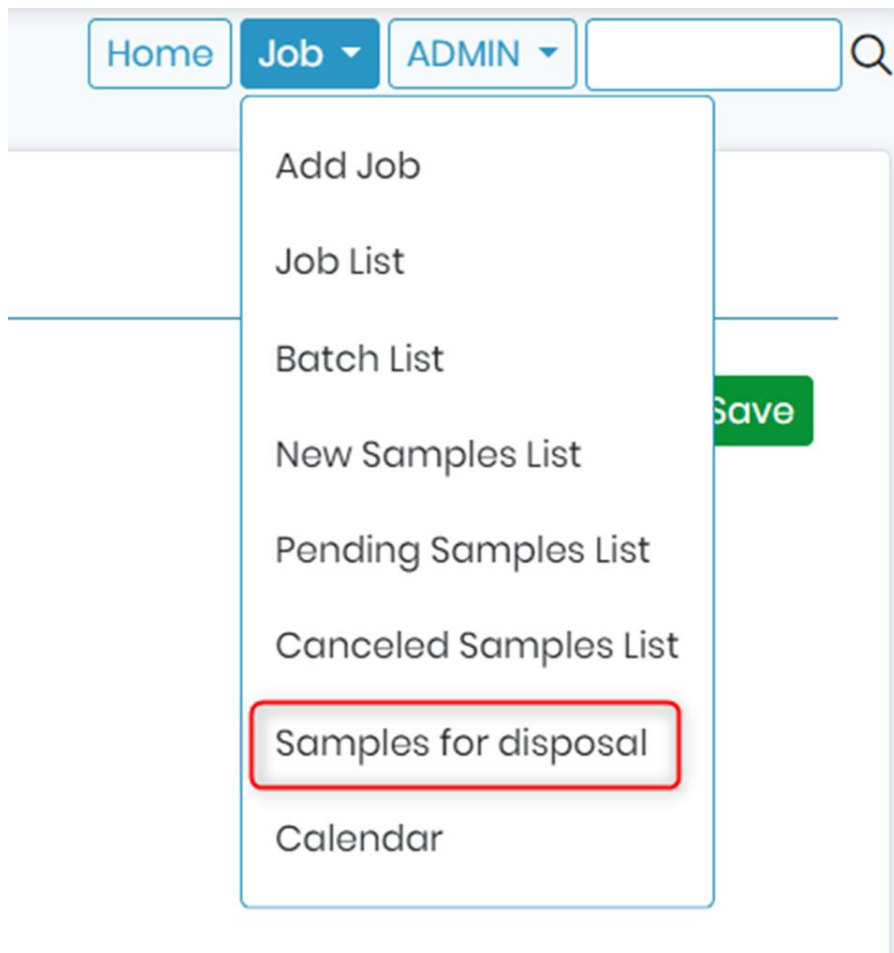 Home Job ADMIN
Add Job
Job List
Batch List
Save
New Samples List
Pending Samples List
Canceled Samples List
Samples for disposal
Calendar